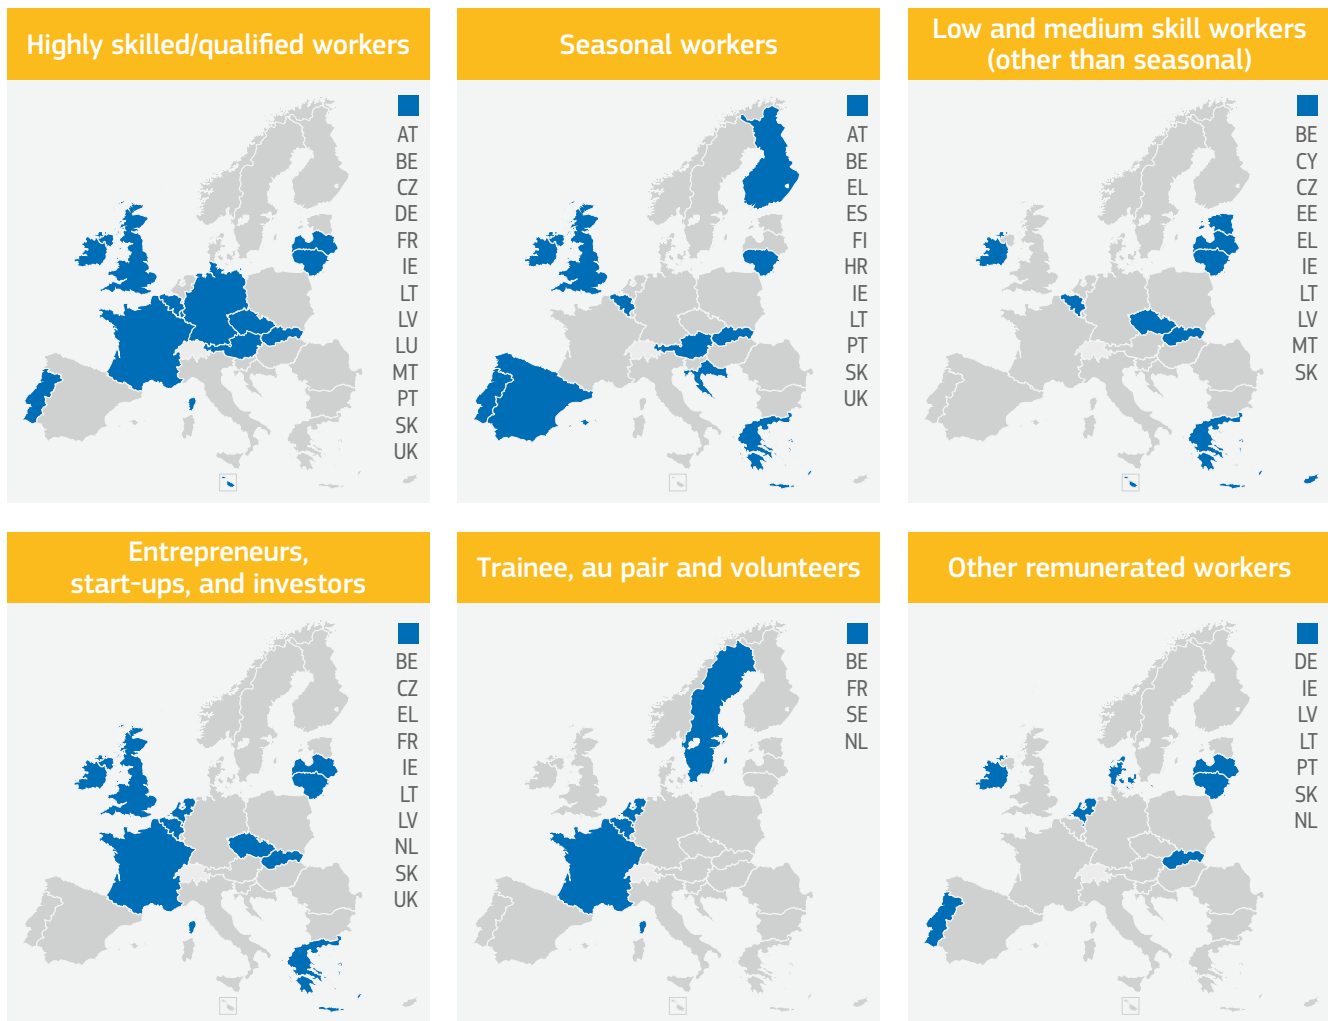 Highly skilled/qualified workers
AT
BE
CZ
DE
FR
IE
LT
LV
LU
MT
PT
SK
UK
Seasonal workers
AT
BE
EL
ES
FI
HR
IE
LT
PT
SK
UK
Low and medium skill workers
(other than seasonal)
BE
CY
CZ
EE
EL
IE
LT
LV
MT
SK
Entrepreneurs,
start-ups, and investors
BE
CZ
EL
FR
IE
LT
LV
NL
SK
UK
Trainee, au pair and volunteers
BE
FR
SE
NL
Other remunerated workers
DE
IE
LV
LT
PT
SK
NL